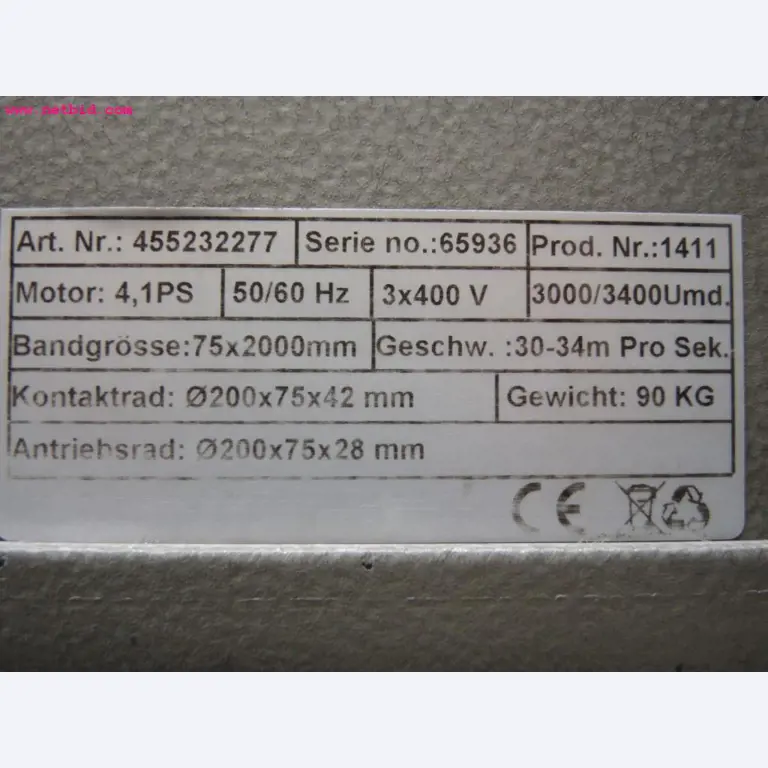 www.netbid.com
Art. Nr.: 455232277 Serie no.:65936 Prod. Nr.:1411
Motor: 4,1PS 50/60 Hz 3x400 V 3000/3400Umd.
Bandgrösse:75x2000mm Geschw. :30-34m Pro Sek.
Kontaktrad: Ø200x75x42 mm Gewicht: 90 KG
Antriebsrad: Ø200x75x28 mm
CE